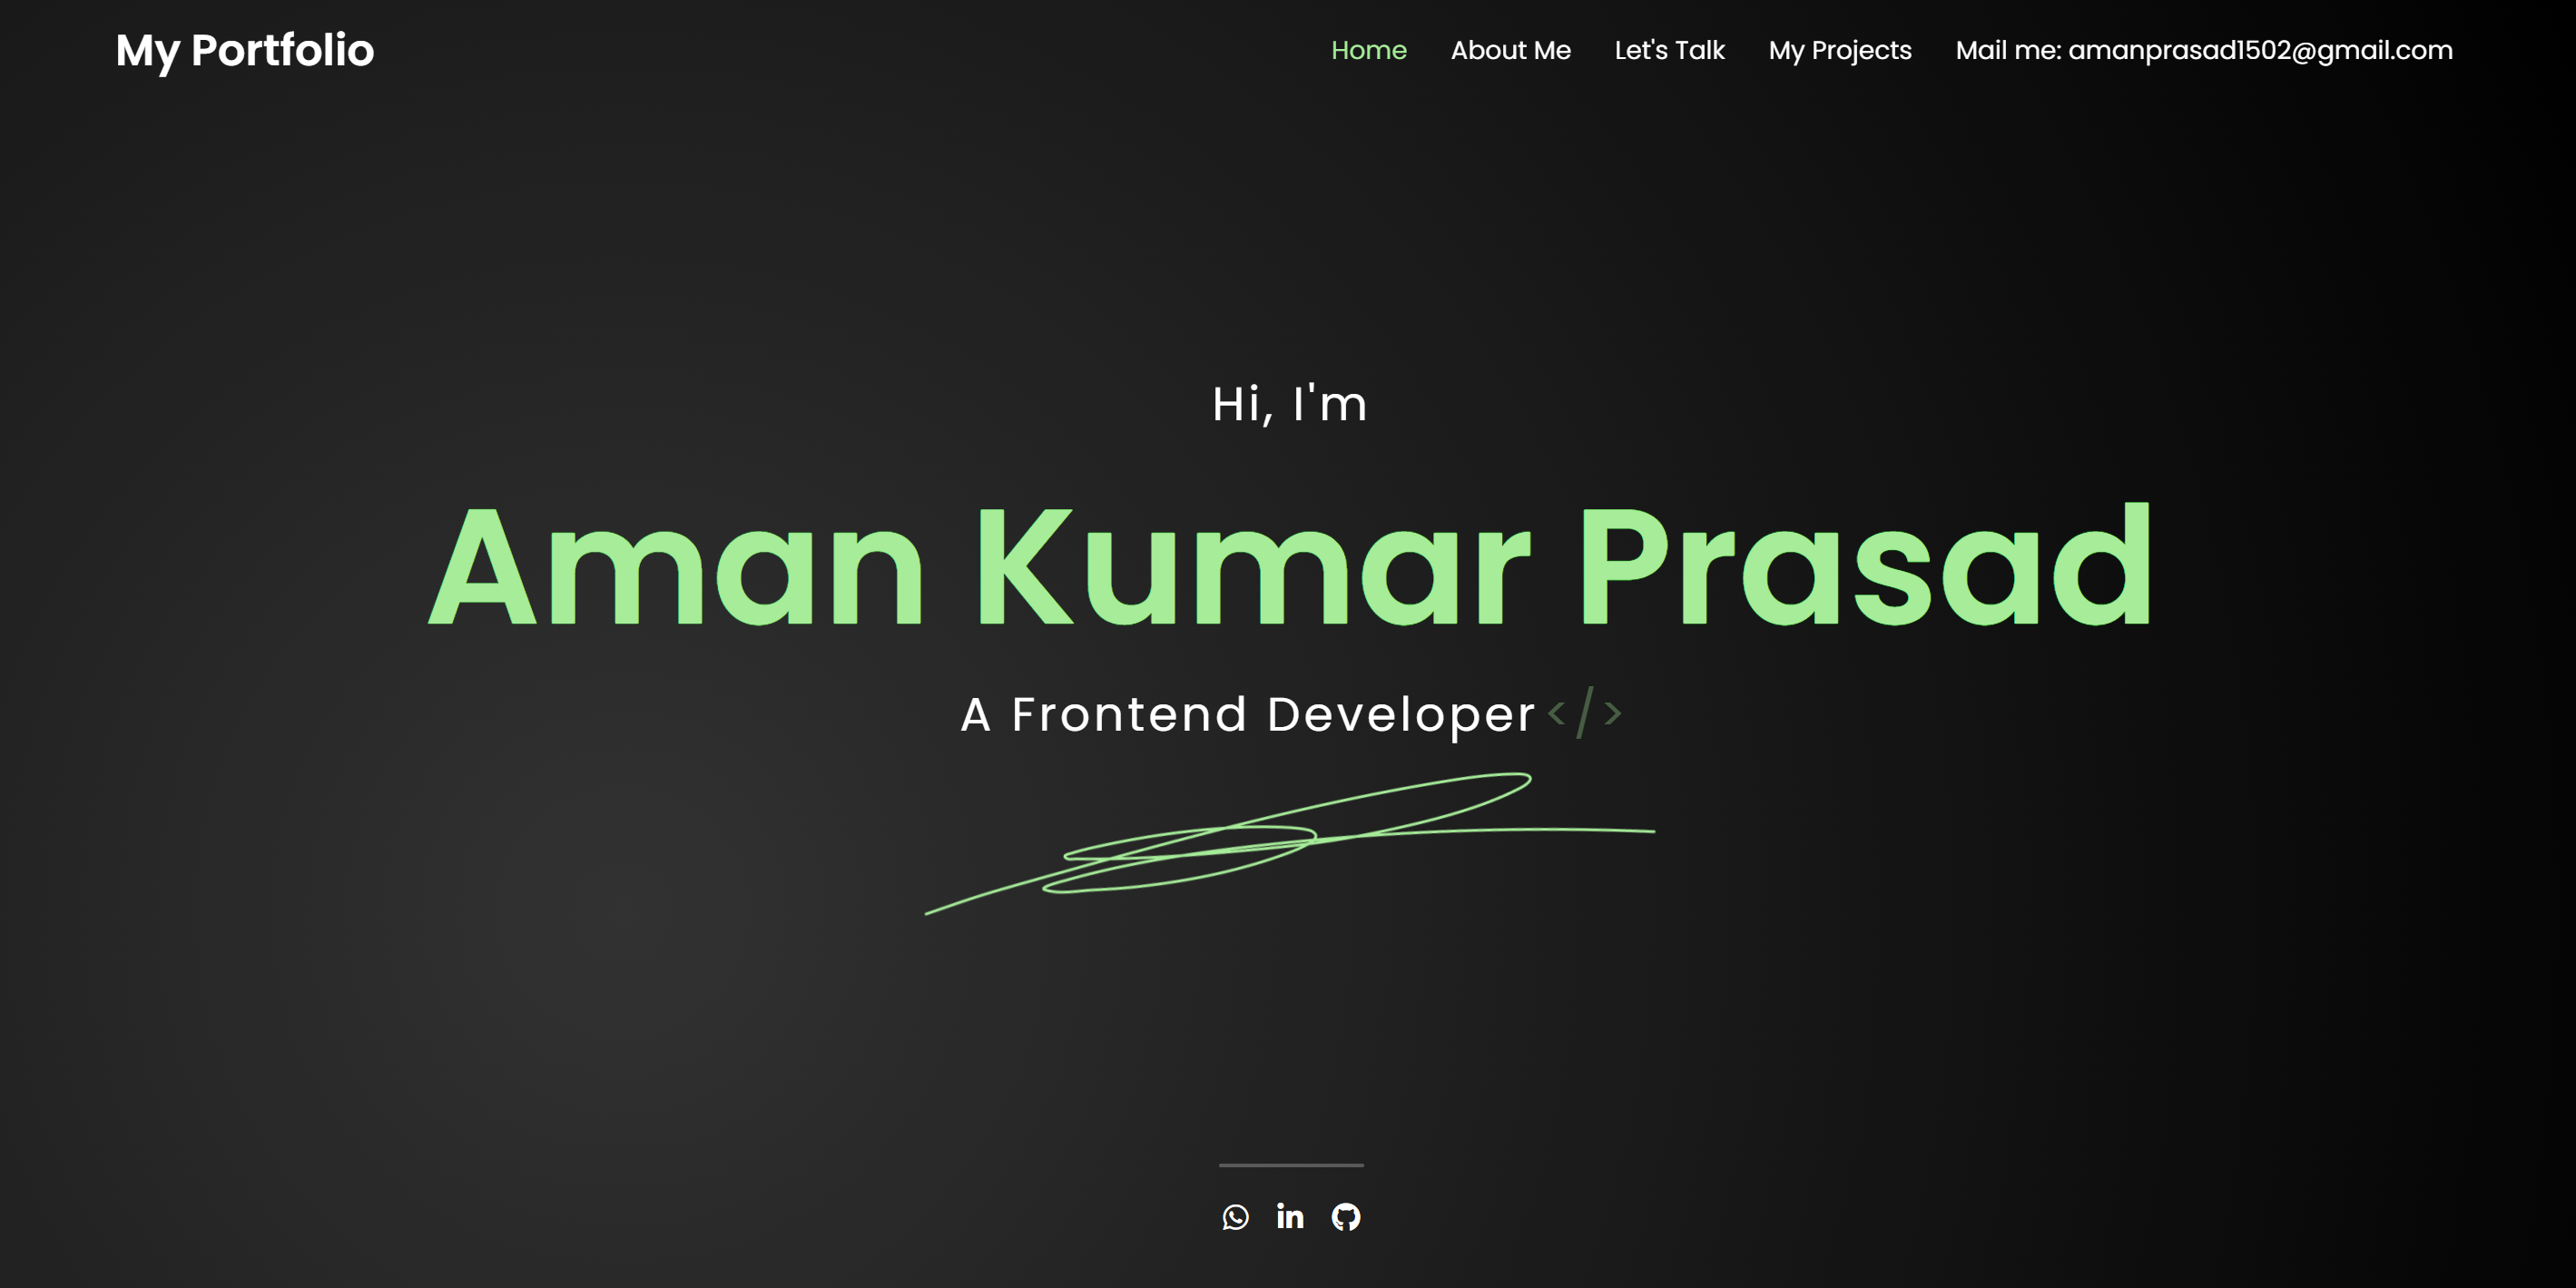 My Portfolio
Home About Me Let's Talk My Projects Mail me: amanprasad1502@gmail.com
Hi, I'm
Aman Kumar Prasad
A Frontend Developer </>
in